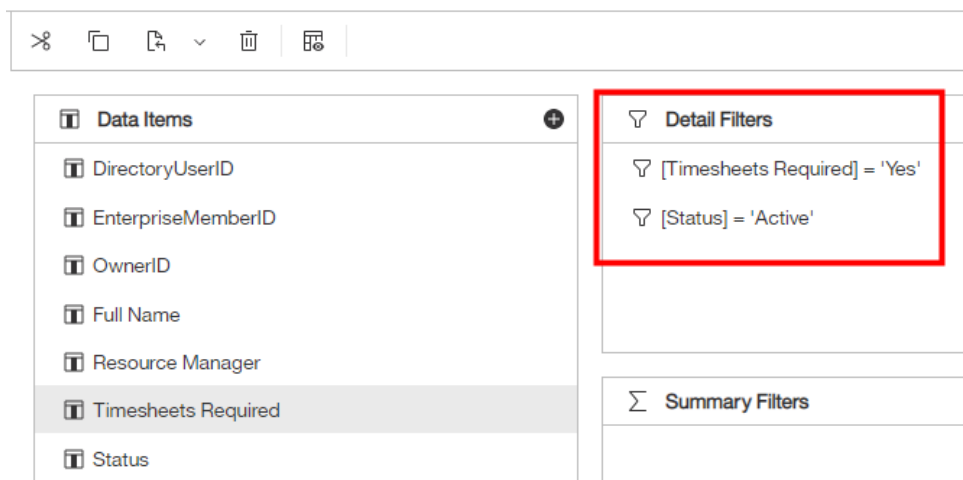 Data Items
DirectoryUserID
EnterpriseMemberID
OwnerID
Full Name
Resource Manager
Timesheets Required
Status
Detail Filters
[Timesheets Required] = 'Yes'
[Status] = 'Active'
Summary Filters